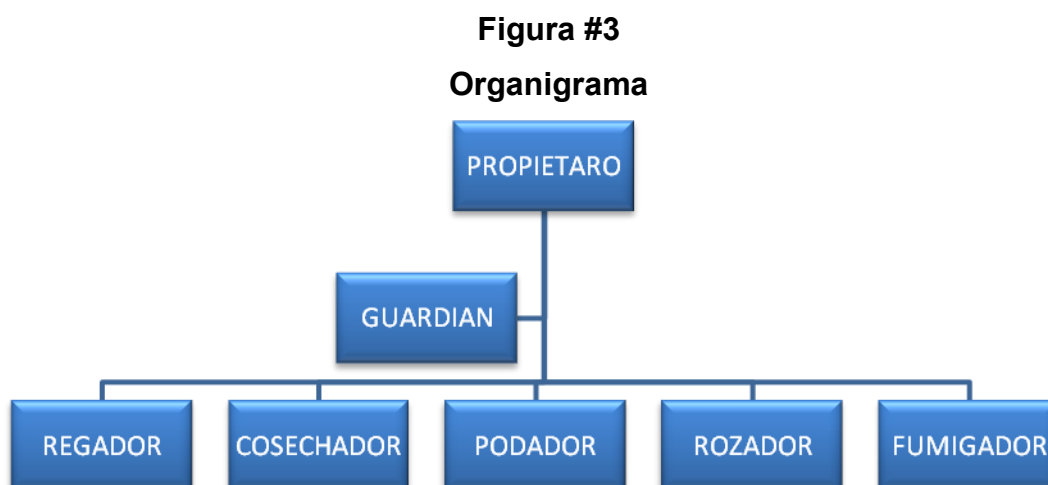 Figura #3
Organigrama
PROPIETARO
GUARDIAN
REGADOR
COSECHADOR
PODADOR
ROZADOR
FUMIGADOR